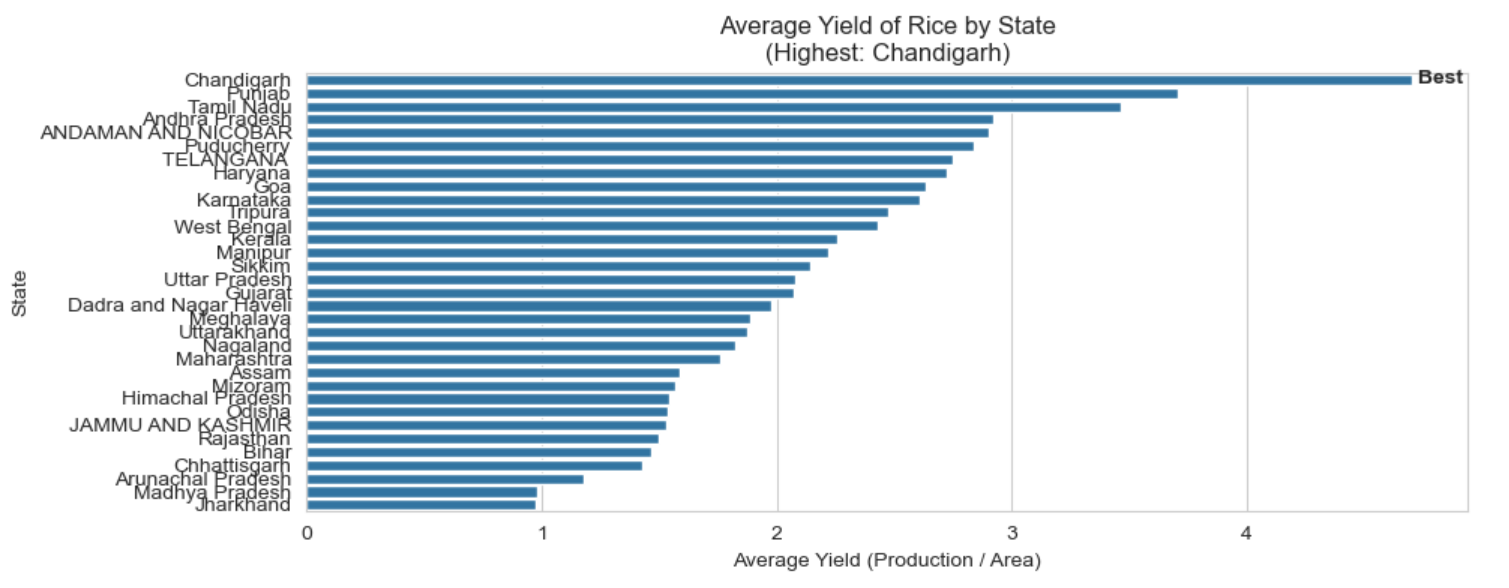 Average Yield of Rice by State
(Highest: Chandigarh)
Chandigarh
Best
Punjab
Tamil Nadu
Andhra Pradesh
ANDAMAN AND NICOBAR
Puducherry
TELANGANA
Haryana
Goa
Karnataka
Tripura
West Bengal
Kerala
Manipur
Sikkim
Uttar Pradesh
Gujarat
Dadra and Nagar Haveli
Meghalaya
Uttarakhand
Nagaland
Maharashtra
Assam
Mizoram
Himachal Pradesh
Odisha
JAMMU AND KASHMIR
Rajasthan
Bihar
Chhattisgarh
Arunachal Pradesh
Madhya Pradesh
Jharkhand
State
0 1 2 3 4
Average Yield (Production / Area)